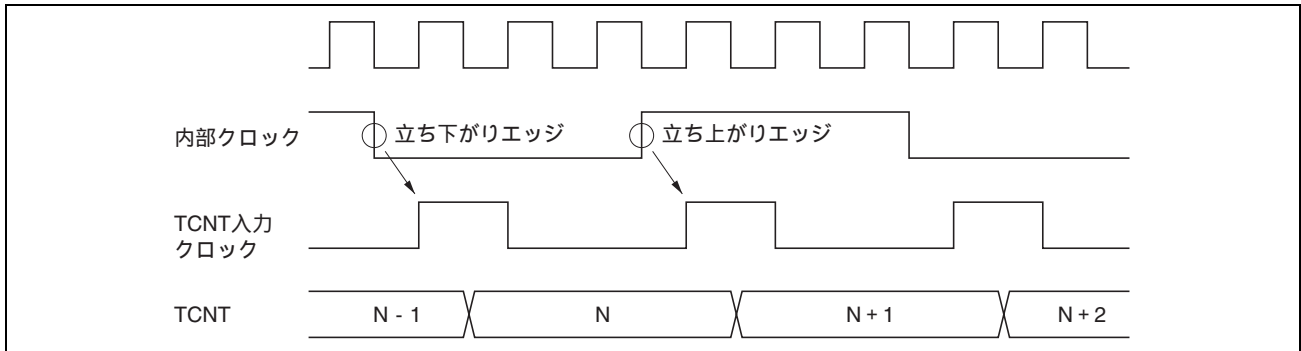 内部クロック
立ち下がりエッジ
立ち上がりエッジ
TCNT入力
クロック
TCNT
N - 1
N
N + 1
N + 2